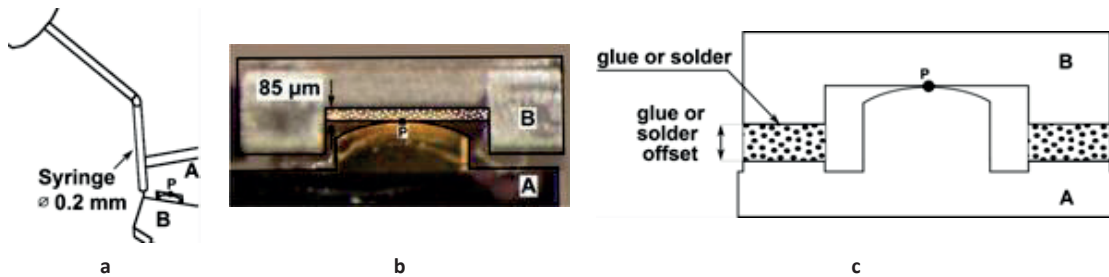 A
P
B
Syringe
⌀ 0.2 mm
a
85 µm
P
B
A
b
glue or solder
glue or
solder
offset
P
B
A
c